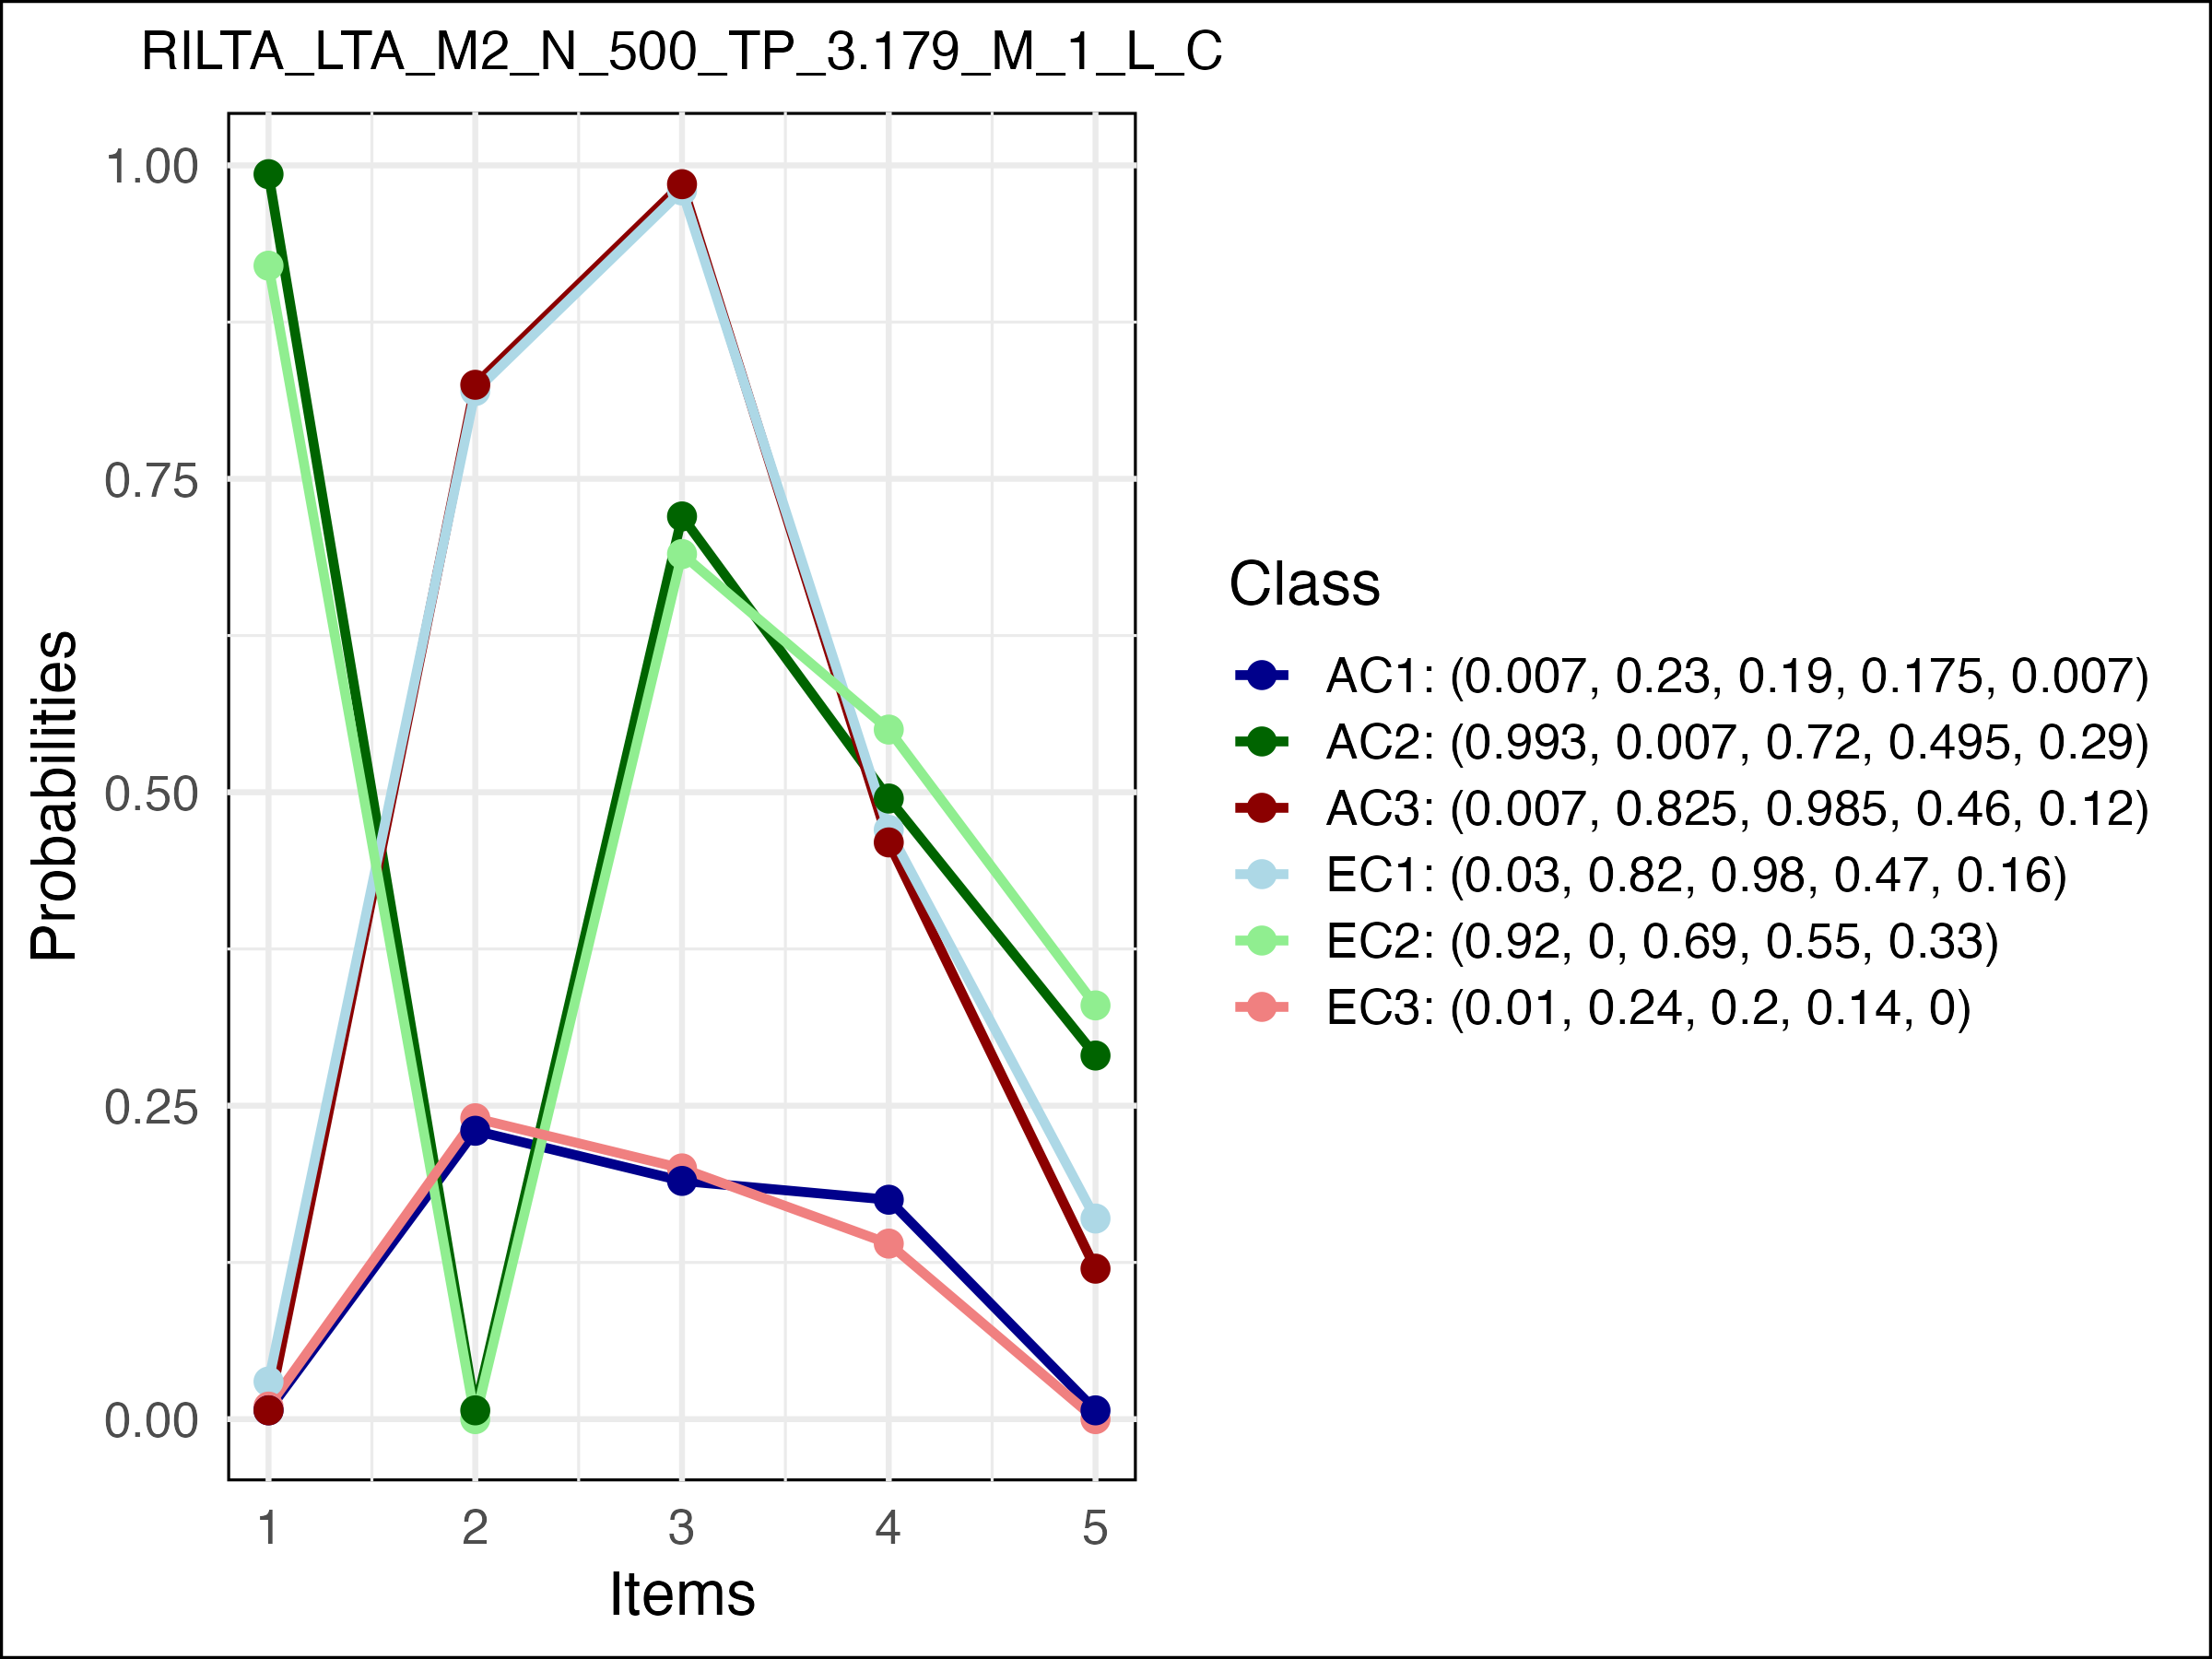 RILTA_LTA_M2_N_500_TP_3.179_M_1_L_C
1.00
0.75
0.50
0.25
0.00
Probabilities
1 2 3 4 5
Items
Class
AC1: (0.007, 0.23, 0.19, 0.175, 0.007)
AC2: (0.993, 0.007, 0.72, 0.495, 0.29)
AC3: (0.007, 0.825, 0.985, 0.46, 0.12)
EC1: (0.03, 0.82, 0.98, 0.47, 0.16)
EC2: (0.92, 0, 0.69, 0.55, 0.33)
EC3: (0.01, 0.24, 0.2, 0.14, 0)